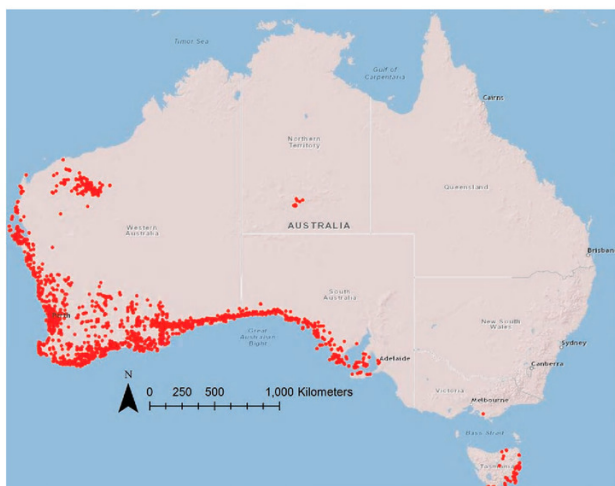 Timor Sea
Gulf of
Carpentaria
Cairns
Northern
Territory
Queensland
Western
Australia
AUSTRALIA
Brisban
South
Australia
Great
Australian
Bight
New South
Wales
Sydney
Adelaide
Canberra
N
0 250 500 1,000 Kilometers
Victoria
Melbourne
Bass Strait